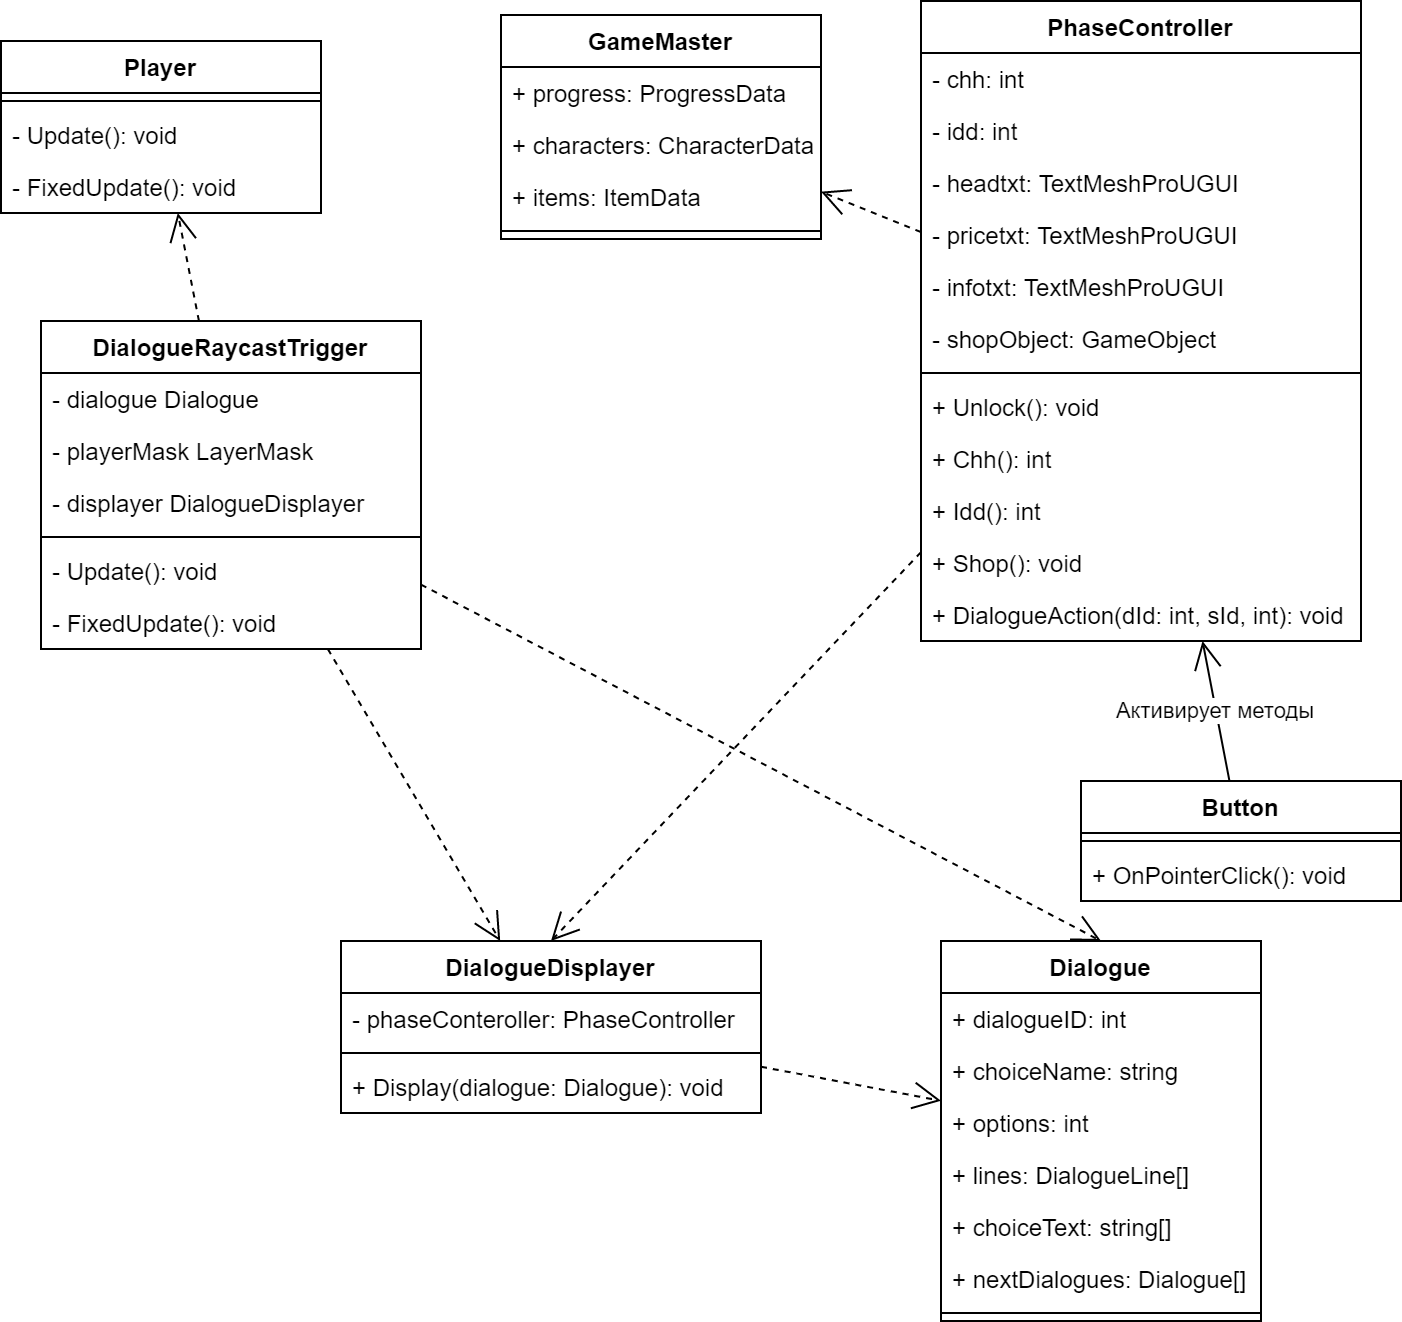 Player
- Update(): void
- FixedUpdate(): void
GameMaster
+ progress: ProgressData
+ characters: CharacterData
+ items: ItemData
PhaseController
- chh: int
- idd: int
- headtxt: TextMeshProUGUI
- pricetxt: TextMeshProUGUI
- infotxt: TextMeshProUGUI
- shopObject: GameObject
+ Unlock(): void
+ Chh(): int
+ Idd(): int
+ Shop(): void
+ DialogueAction(dId: int, sId, int): void
DialogueRaycastTrigger
- dialogue Dialogue
- playerMask LayerMask
- displayer DialogueDisplayer
- Update(): void
- FixedUpdate(): void
Активирует методы
Button
+ OnPointerClick(): void
DialogueDisplayer
- phaseConteroller: PhaseController
+ Display(dialogue: Dialogue): void
Dialogue
+ dialogueID: int
+ choiceName: string
+ options: int
+ lines: DialogueLine[]
+ choiceText: string[]
+ nextDialogues: Dialogue[]